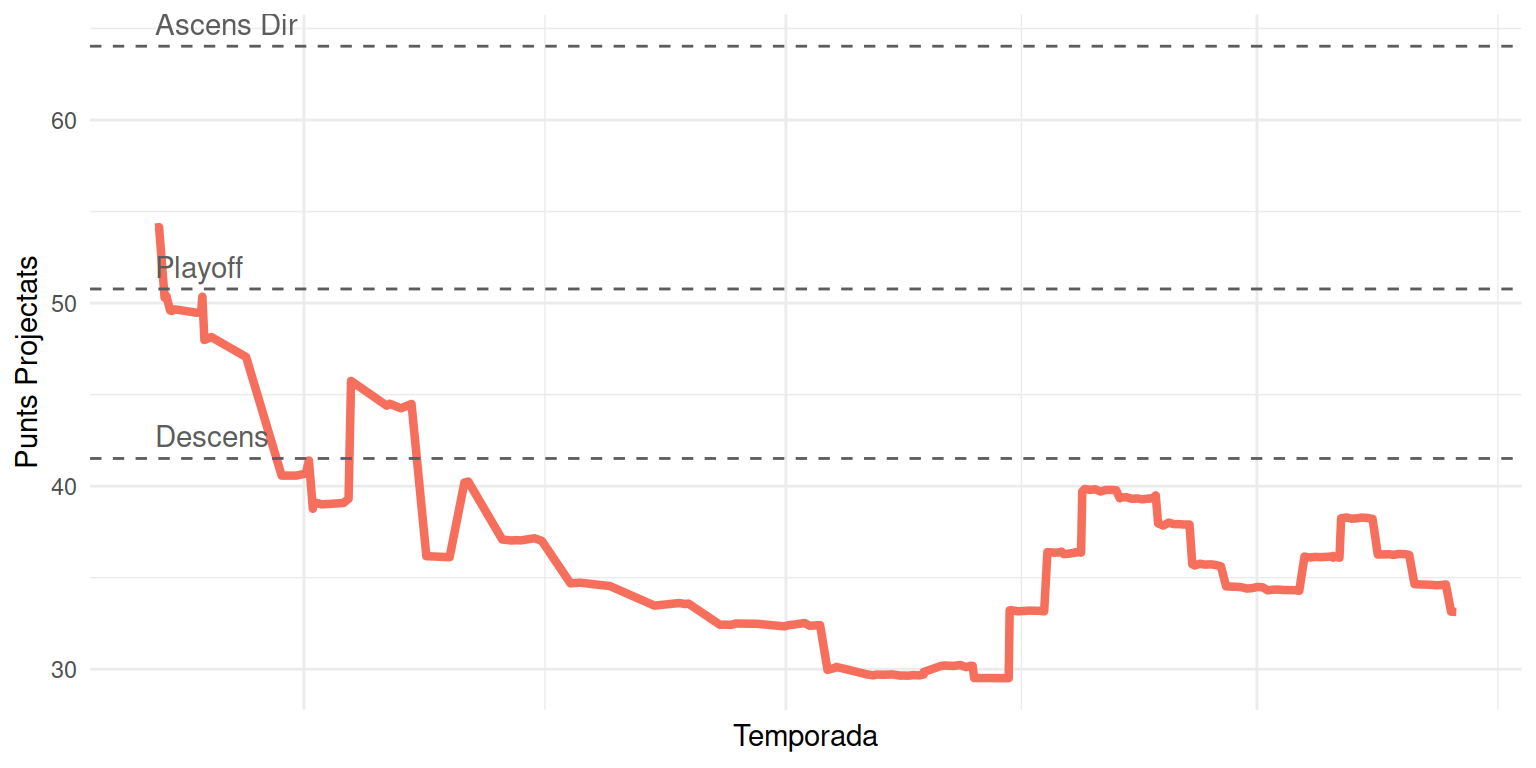 Ascens Dir
60
Playoff
50
Descens
40
30
Punts Projectats
Temporada